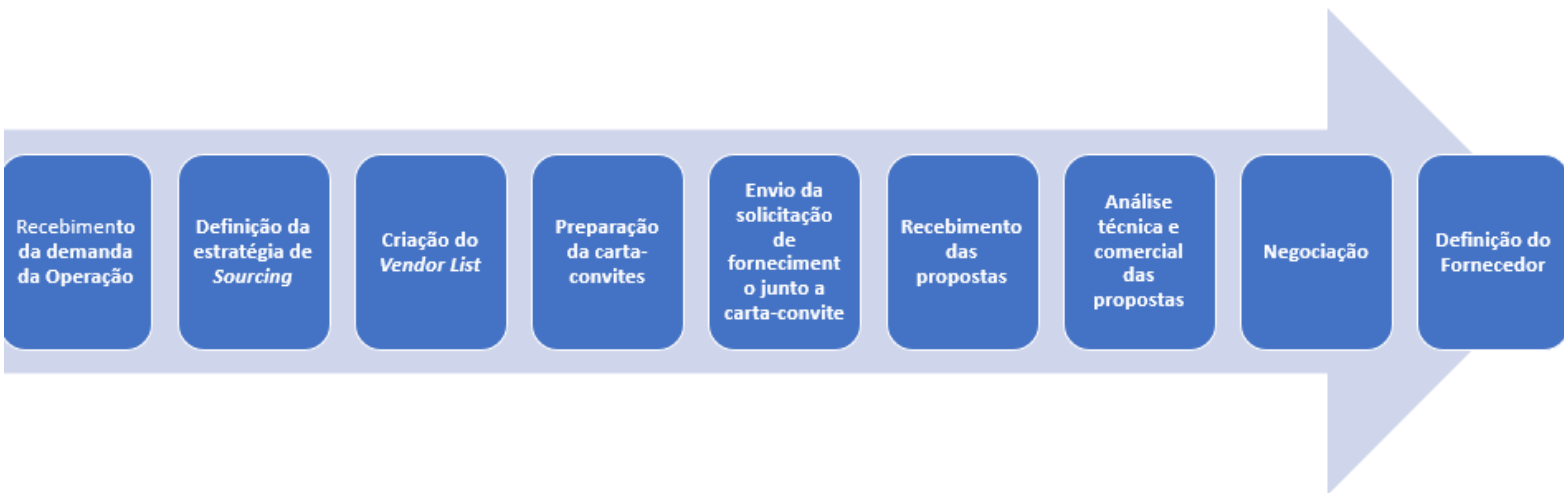 Recebimento
da demanda
da Operação
Definição da
estratégia de
Sourcing
Criação do
Vendor List
Preparação
da carta-
convites
Envio da
solicitação
de
forneciment
o junto a
carta-convite
Recebimento
das
propostas
Análise
técnica e
comercial
das
propostas
Negociação
Definição do
Fornecedor